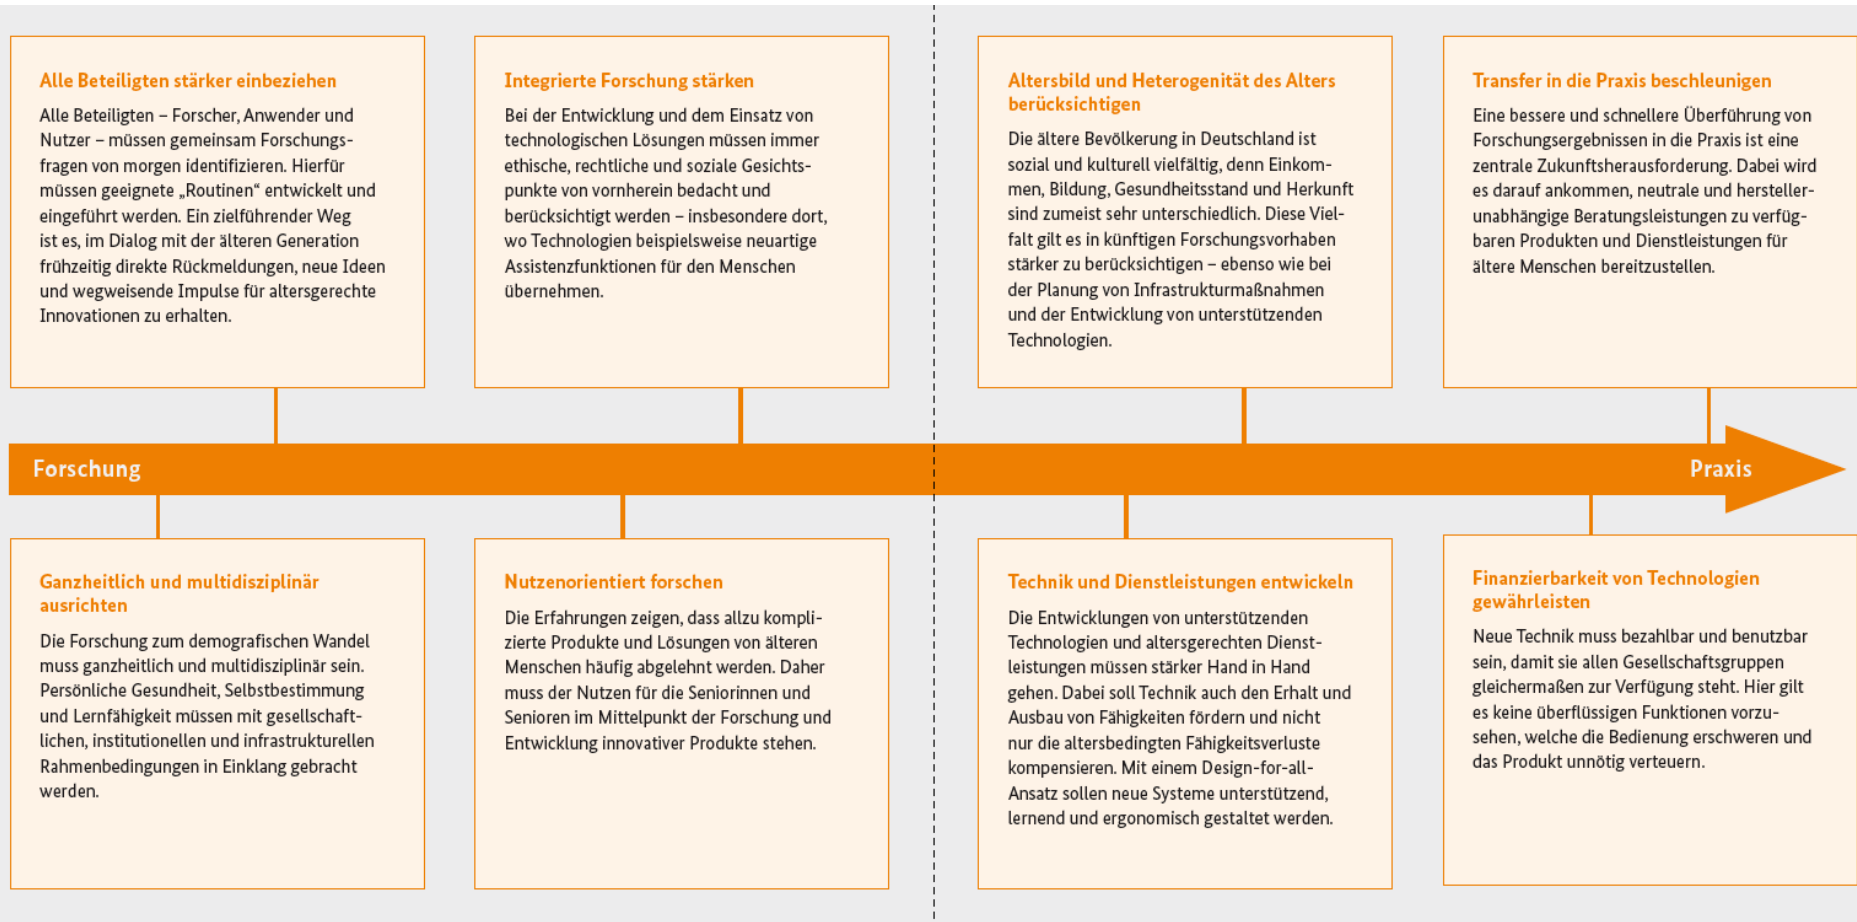 Alle Beteiligten stärker einbeziehen
Alle Beteiligten – Forscher, Anwender und
Nutzer – müssen gemeinsam Forschungs-
fragen von morgen identifizieren. Hierfür
müssen geeignete „Routinen“ entwickelt und
eingeführt werden. Ein zielführender Weg
ist es, im Dialog mit der älteren Generation
frühzeitig direkte Rückmeldungen, neue Ideen
und wegweisende Impulse für altersgerechte
Innovationen zu erhalten.
Integrierte Forschung stärken
Bei der Entwicklung und dem Einsatz von
technologischen Lösungen müssen immer
ethische, rechtliche und soziale Gesichts-
punkte von vornherein bedacht und
berücksichtigt werden – insbesondere dort,
wo Technologien beispielsweise neuartige
Assistenzfunktionen für den Menschen
übernehmen.
Altersbild und Heterogenität des Alters
berücksichtigen
Die ältere Bevölkerung in Deutschland ist
sozial und kulturell vielfältig, denn Einkom-
men, Bildung, Gesundheitsstand und Herkunft
sind zumeist sehr unterschiedlich. Diese Viel-
falt gilt es in künftigen Forschungsvorhaben
stärker zu berücksichtigen – ebenso wie bei
der Planung von Infrastrukturmaßnahmen
und der Entwicklung von unterstützenden
Technologien.
Transfer in die Praxis beschleunigen
Eine bessere und schnellere Überführung von
Forschungsergebnissen in die Praxis ist eine
zentrale Zukunftsherausforderung. Dabei wird
es darauf ankommen, neutrale und hersteller-
unabhängige Beratungsleistungen zu verfüg-
baren Produkten und Dienstleistungen für
ältere Menschen bereitzustellen.
Forschung
Praxis
Ganzheitlich und multidisziplinär
ausrichten
Die Forschung zum demografischen Wandel
muss ganzheitlich und multidisziplinär sein.
Persönliche Gesundheit, Selbstbestimmung
und Lernfähigkeit müssen mit gesellschaft-
lichen, institutionellen und infrastrukturellen
Rahmenbedingungen in Einklang gebracht
werden.
Nutzenorientiert forschen
Die Erfahrungen zeigen, dass allzu kompli-
zierte Produkte und Lösungen von älteren
Menschen häufig abgelehnt werden. Daher
muss der Nutzen für die Seniorinnen und
Senioren im Mittelpunkt der Forschung und
Entwicklung innovativer Produkte stehen.
Technik und Dienstleistungen entwickeln
Die Entwicklungen von unterstützenden
Technologien und altersgerechten Dienst-
leistungen müssen stärker Hand in Hand
gehen. Dabei soll Technik auch den Erhalt und
Ausbau von Fähigkeiten fördern und nicht
nur die altersbedingten Fähigkeitsverluste
kompensieren. Mit einem Design-for-all-
Ansatz sollen neue Systeme unterstützend,
lernend und ergonomisch gestaltet werden.
Finanzierbarkeit von Technologien
gewährleisten
Neue Technik muss bezahlbar und benutzbar
sein, damit sie allen Gesellschaftsgruppen
gleichermaßen zur Verfügung steht. Hier gilt
es keine überflüssigen Funktionen vorzu-
sehen, welche die Bedienung erschweren und
das Produkt unnötig verteuern.